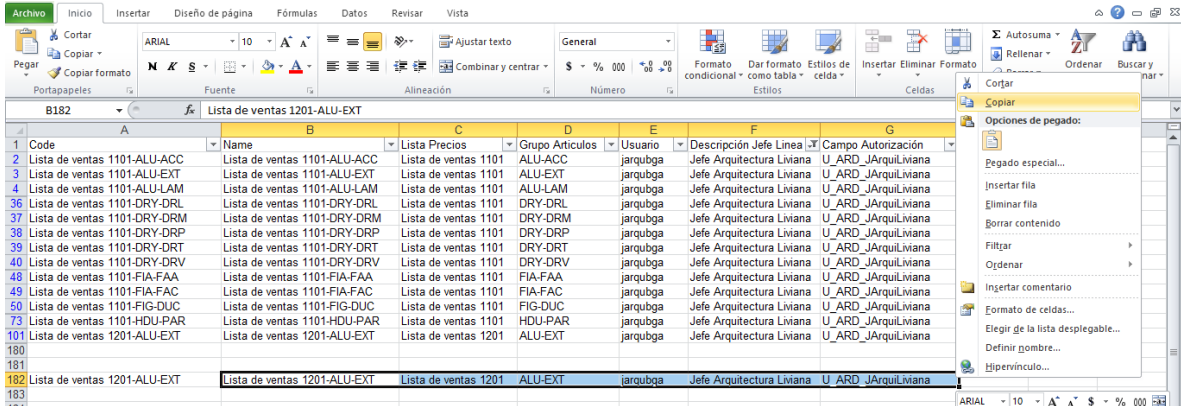 Archivo Inicio Insertar Diseño de página Fórmulas Datos Revisar Vista
Cortar
Copiar
Copiar formato
Pegar
Portapapeles
ARIAL 10
N K S
Fuente
Ajustar texto
Combinar y centrar
Alineación
General
$ % 000
Número
Formato condicional
Dar formato como tabla
Estilos de celda
Estilos
Insertar Eliminar Formato
Celdas
Autosuma
Rellenar
Ordenar
Buscar y
B182 fx Lista de ventas 1201-ALU-EXT
A B C D E F G
1 Code Name Lista Precios Grupo Articulos Usuario Descripción Jefe Linea Campo Autorización
2 Lista de ventas 1101-ALU-ACC Lista de ventas 1101-ALU-ACC Lista de ventas 1101 ALU-ACC jarqubga Jefe Arquitectura Liviana U_ARD_JArquiLiviana
3 Lista de ventas 1101-ALU-EXT Lista de ventas 1101-ALU-EXT Lista de ventas 1101 ALU-EXT jarqubga Jefe Arquitectura Liviana U_ARD_JArquiLiviana
4 Lista de ventas 1101-ALU-LAM Lista de ventas 1101-ALU-LAM Lista de ventas 1101 ALU-LAM jarqubga Jefe Arquitectura Liviana U_ARD_JArquiLiviana
36 Lista de ventas 1101-DRY-DRL Lista de ventas 1101-DRY-DRL Lista de ventas 1101 DRY-DRL jarqubga Jefe Arquitectura Liviana U_ARD_JArquiLiviana
37 Lista de ventas 1101-DRY-DRM Lista de ventas 1101-DRY-DRM Lista de ventas 1101 DRY-DRM jarqubga Jefe Arquitectura Liviana U_ARD_JArquiLiviana
38 Lista de ventas 1101-DRY-DRP Lista de ventas 1101-DRY-DRP Lista de ventas 1101 DRY-DRP jarqubga Jefe Arquitectura Liviana U_ARD_JArquiLiviana
39 Lista de ventas 1101-DRY-DRT Lista de ventas 1101-DRY-DRT Lista de ventas 1101 DRY-DRT jarqubga Jefe Arquitectura Liviana U_ARD_JArquiLiviana
40 Lista de ventas 1101-DRY-DRV Lista de ventas 1101-DRY-DRV Lista de ventas 1101 DRY-DRV jarqubga Jefe Arquitectura Liviana U_ARD_JArquiLiviana
48 Lista de ventas 1101-FIA-FAA Lista de ventas 1101-FIA-FAA Lista de ventas 1101 FIA-FAA jarqubga Jefe Arquitectura Liviana U_ARD_JArquiLiviana
49 Lista de ventas 1101-FIA-FAC Lista de ventas 1101-FIA-FAC Lista de ventas 1101 FIA-FAC jarqubga Jefe Arquitectura Liviana U_ARD_JArquiLiviana
50 Lista de ventas 1101-FIG-DUC Lista de ventas 1101-FIG-DUC Lista de ventas 1101 FIG-DUC jarqubga Jefe Arquitectura Liviana U_ARD_JArquiLiviana
73 Lista de ventas 1101-HDU-PAR Lista de ventas 1101-HDU-PAR Lista de ventas 1101 HDU-PAR jarqubga Jefe Arquitectura Liviana U_ARD_JArquiLiviana
101 Lista de ventas 1201-ALU-EXT Lista de ventas 1201-ALU-EXT Lista de ventas 1201 ALU-EXT jarqubga Jefe Arquitectura Liviana U_ARD_JArquiLiviana
180
181
182 Lista de ventas 1201-ALU-EXT Lista de ventas 1201-ALU-EXT Lista de ventas 1201 ALU-EXT jarqubga Jefe Arquitectura Liviana U_ARD_JArquiLiviana
183
Cortar
Copiar
Opciones de pegado:
Pegado especial...
Insertar fila
Eliminar fila
Borrar contenido
Filtrar
Ordenar
Insertar comentario
Formato de celdas...
Elegir de la lista desplegable...
Definir nombre...
Hipervínculo...
ARIAL 10 A A $ % 000